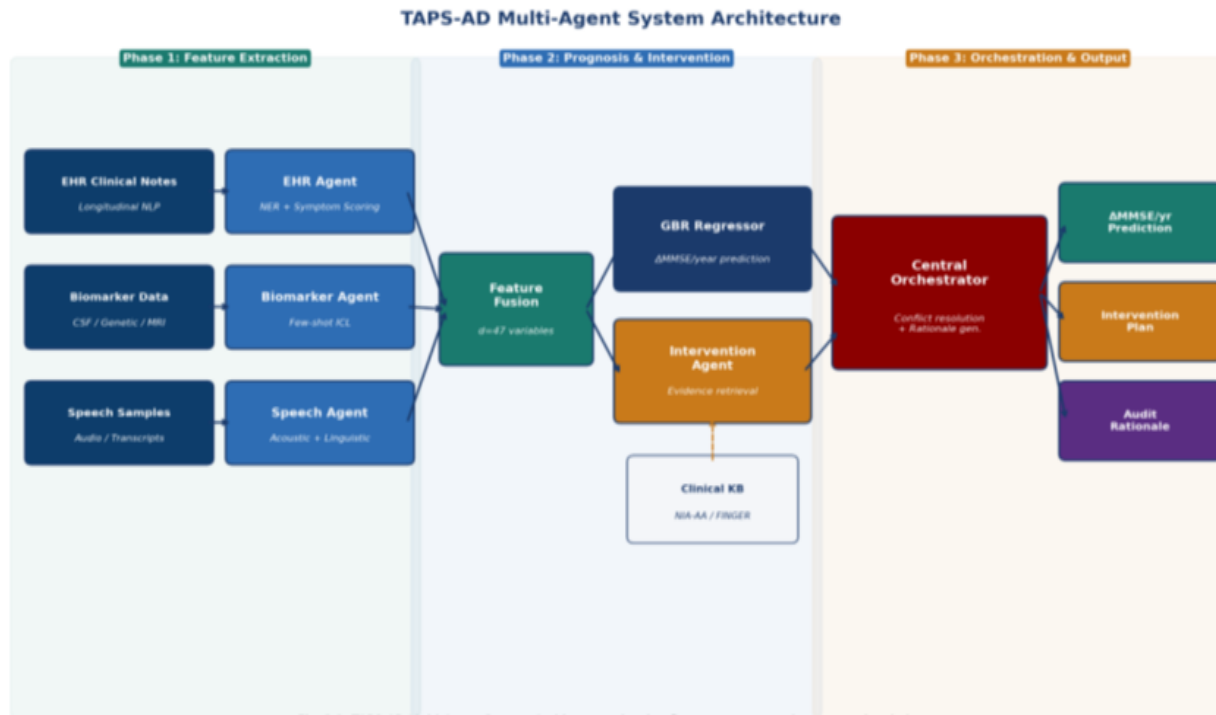 TAPS-AD Multi-Agent System Architecture
Phase 1: Feature Extraction
Phase 2: Prognosis & Intervention
Phase 3: Orchestration & Output
EHR Clinical Notes
Longitudinal NLP
EHR Agent
NER + Symptom Scoring
Biomarker Data
CSF / Genetic / MRI
Biomarker Agent
Few-shot ICL
Speech Samples
Audio / Transcripts
Speech Agent
Acoustic + Linguistic
Feature
Fusion
d=47 variables
GBR Regressor
ΔMMSE/year prediction
Intervention
Agent
Evidence retrieval
Clinical KB
NIA-AA / FINGER
Central
Orchestrator
Conflict resolution
+ Rationale gen.
ΔMMSE/yr
Prediction
Intervention
Plan
Audit
Rationale